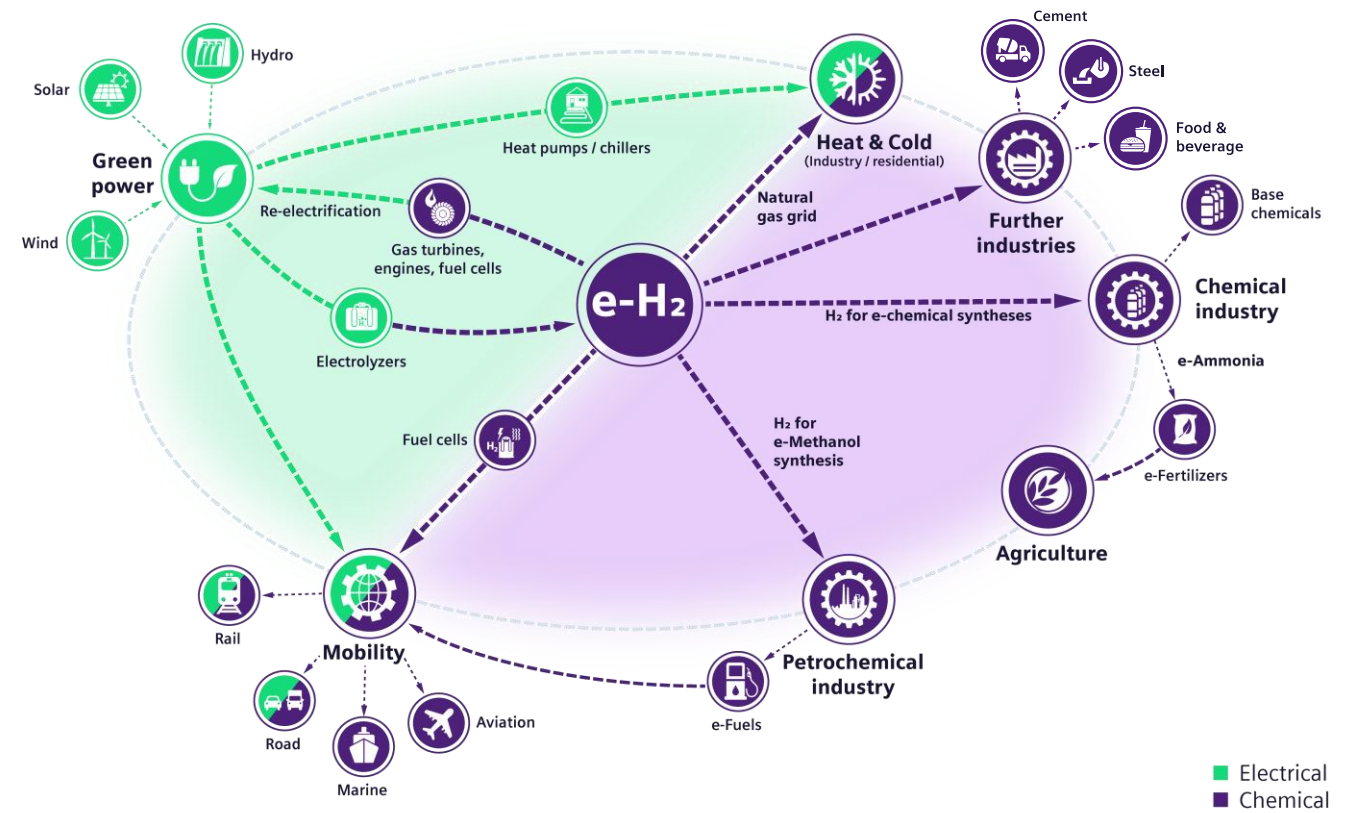 Cement
Hydro
Steel
Solar
Food &
beverage
Heat & Cold
(Industry / residential)
Heat pumps / chillers
Green
power
Base
chemicals
Natural
gas grid
Re-electrification
Further
industries
Wind
Gas turbines,
engines, fuel cells
e-H₂
Chemical
industry
H₂ for e-chemical syntheses
Electrolyzers
e-Ammonia
H₂ for
e-Methanol
synthesis
Fuel cells
H₂
e-Fertilizers
Agriculture
Rail
Mobility
Petrochemical
industry
e-Fuels
Road
Aviation
Marine
Electrical
Chemical